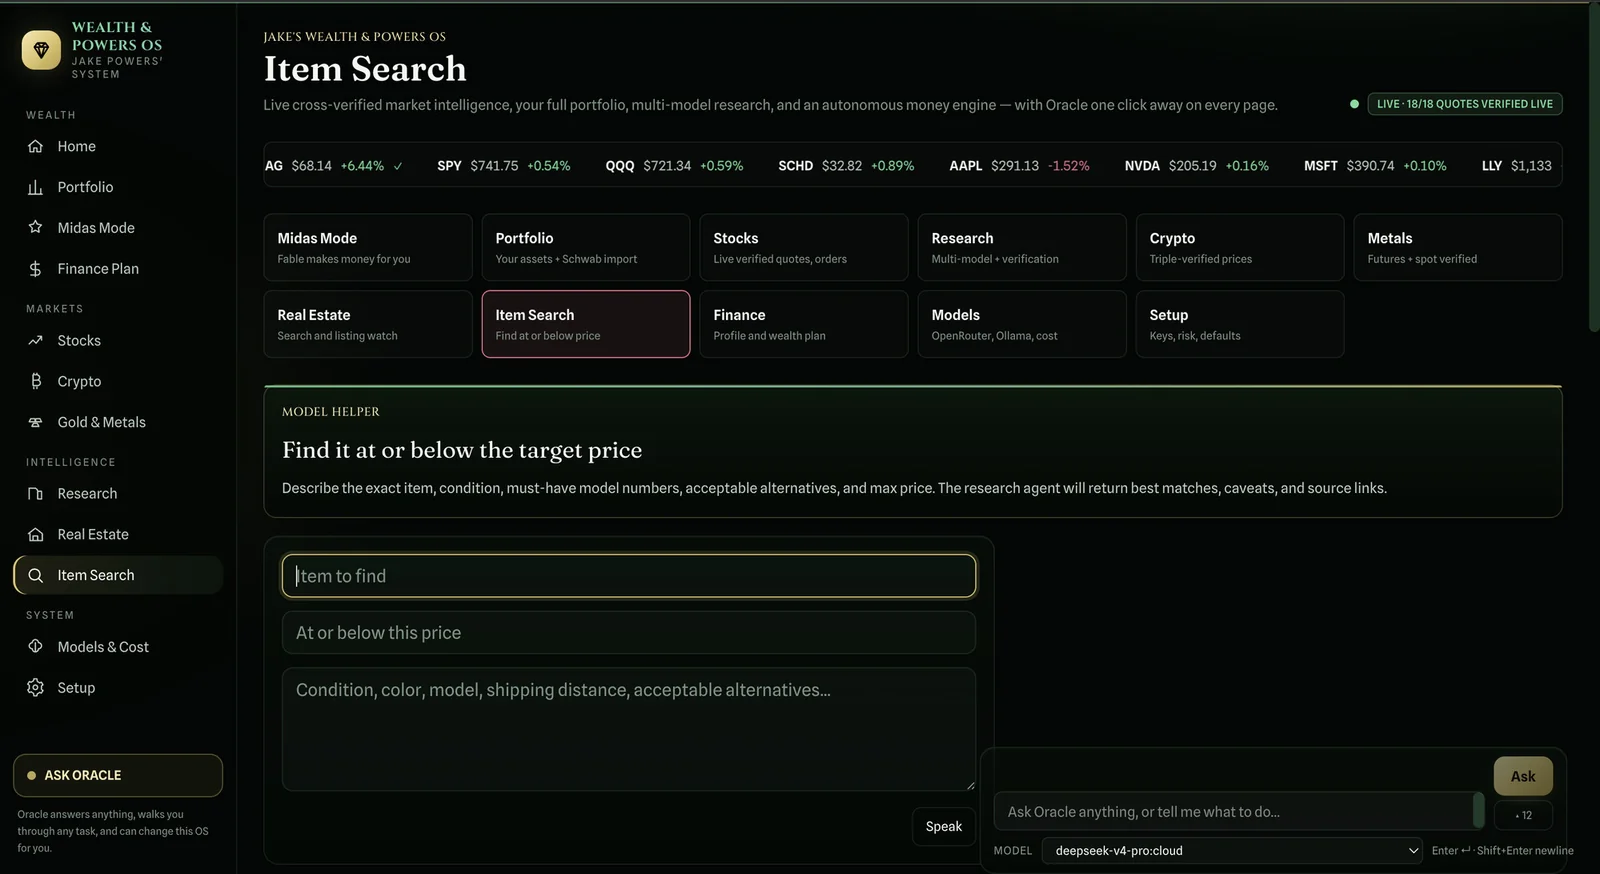 WEALTH &
POWERS OS
JAKE POWERS'
SYSTEM
WEALTH
Home
Portfolio
Midas Mode
Finance Plan
MARKETS
Stocks
Crypto
Gold & Metals
INTELLIGENCE
Research
Real Estate
Item Search
SYSTEM
Models & Cost
Setup
ASK ORACLE
Oracle answers anything, walks you
through any task, and can change this OS
for you.
JAKE'S WEALTH & POWERS OS
Item Search
Live cross-verified market intelligence, your full portfolio, multi-model research, and an autonomous money engine — with Oracle one click away on every page.
LIVE · 18/18 QUOTES VERIFIED LIVE
AG $68.14 +6.44% ✓ SPY $741.75 +0.54% QQQ $721.34 +0.59% SCHD $32.82 +0.89% AAPL $291.13 -1.52% NVDA $205.19 +0.16% MSFT $390.74 +0.10% LLY $1,133
Midas Mode
Fable makes money for you
Portfolio
Your assets + Schwab import
Stocks
Live verified quotes, orders
Research
Multi-model + verification
Crypto
Triple-verified prices
Metals
Futures + spot verified
Real Estate
Search and listing watch
Item Search
Find at or below price
Finance
Profile and wealth plan
Models
OpenRouter, Ollama, cost
Setup
Keys, risk, defaults
MODEL HELPER
Find it at or below the target price
Describe the exact item, condition, must-have model numbers, acceptable alternatives, and max price. The research agent will return best matches, caveats, and source links.
Item to find
At or below this price
Condition, color, model, shipping distance, acceptable alternatives...
Speak
Ask
Ask Oracle anything, or tell me what to do...
12
MODEL deepseek-v4-pro:cloud Enter ↵ · Shift+Enter newline